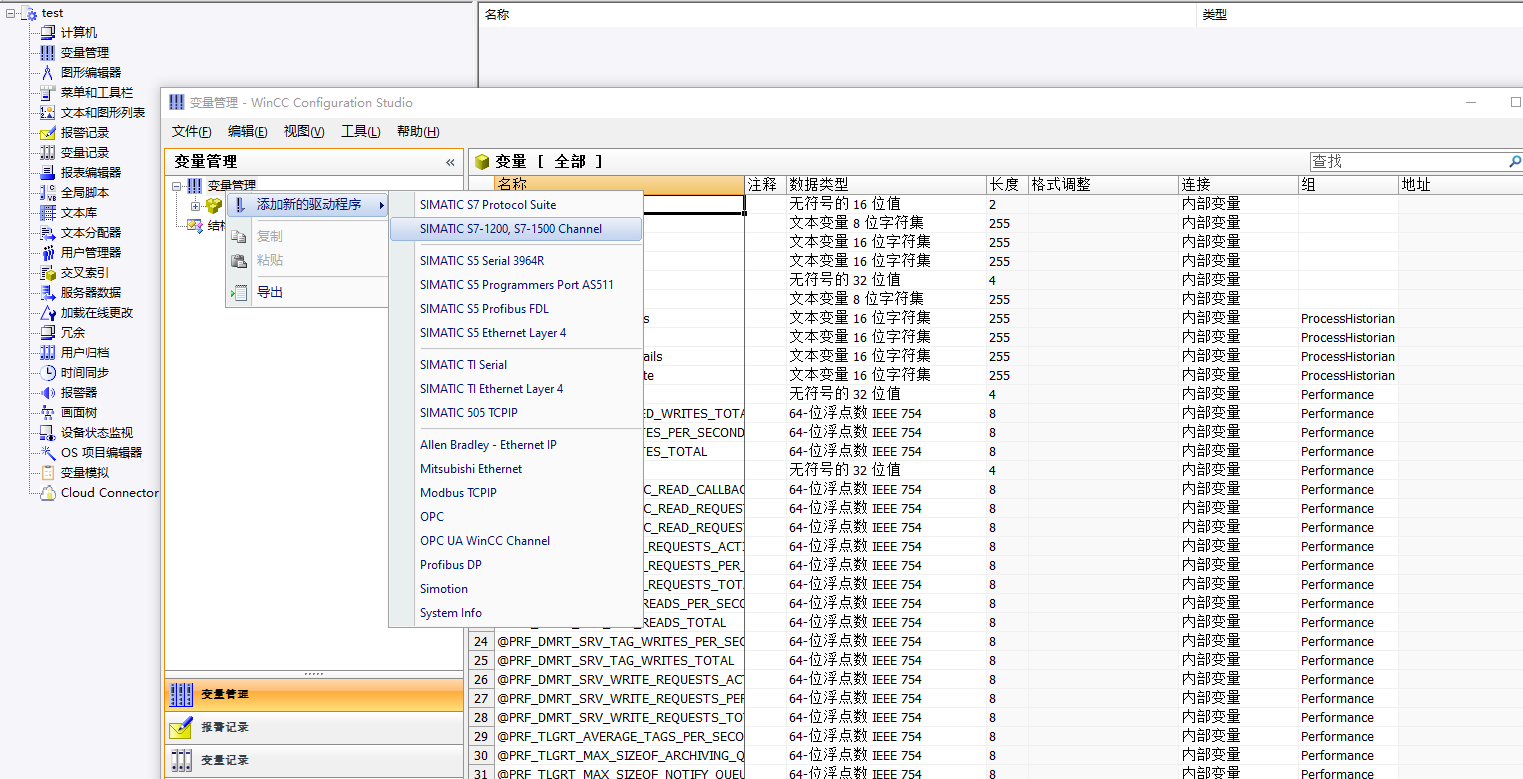 test
计算机
变量管理
图形编辑器
菜单和工具栏
文本和图形列表
报警记录
变量记录
报表编辑器
全局脚本
文本库
文本分配器
用户管理器
交叉索引
服务器数据
加载在线更改
冗余
用户归档
时间同步
报警器
画面树
设备状态监视
OS 项目编辑器
变量模拟
Cloud Connector
名称 类型
变量管理 - WinCC Configuration Studio
文件(F) 编辑(E) 视图(V) 工具(L) 帮助(H)
变量管理 «
变量管理
结构
添加新的驱动程序
复制
粘贴
导出
SIMATIC S7 Protocol Suite
SIMATIC S7-1200, S7-1500 Channel
SIMATIC S5 Serial 3964R
SIMATIC S5 Programmers Port AS511
SIMATIC S5 Profibus FDL
SIMATIC S5 Ethernet Layer 4
SIMATIC TI Serial
SIMATIC TI Ethernet Layer 4
SIMATIC 505 TCPIP
Allen Bradley - Ethernet IP
Mitsubishi Ethernet
Modbus TCPIP
OPC
OPC UA WinCC Channel
Profibus DP
Simotion
System Info
变量管理
报警记录
变量记录
变量 [ 全部 ] 查找
名称 注释 数据类型 长度 格式调整 连接 组 地址
无符号的 16 位值 2 内部变量
文本变量 8 位字符集 255 内部变量
文本变量 16 位字符集 255 内部变量
文本变量 16 位字符集 255 内部变量
无符号的 32 位值 4 内部变量
文本变量 8 位字符集 255 内部变量
s 文本变量 16 位字符集 255 内部变量 ProcessHistorian
文本变量 16 位字符集 255 内部变量 ProcessHistorian
ails 文本变量 16 位字符集 255 内部变量 ProcessHistorian
te 文本变量 16 位字符集 255 内部变量 ProcessHistorian
无符号的 32 位值 4 内部变量 Performance
ED_WRITES_TOTA 64-位浮点数 IEEE 754 8 内部变量 Performance
TES_PER_SECOND 64-位浮点数 IEEE 754 8 内部变量 Performance
TES_TOTAL 64-位浮点数 IEEE 754 8 内部变量 Performance
无符号的 32 位值 4 内部变量 Performance
C_READ_CALLBAC 64-位浮点数 IEEE 754 8 内部变量 Performance
C_READ_REQUEST 64-位浮点数 IEEE 754 8 内部变量 Performance
C_WRITE_REQUES 64-位浮点数 IEEE 754 8 内部变量 Performance
_REQUESTS_ACTI 64-位浮点数 IEEE 754 8 内部变量 Performance
_REQUESTS_PER_ 64-位浮点数 IEEE 754 8 内部变量 Performance
_REQUESTS_TOTA 64-位浮点数 IEEE 754 8 内部变量 Performance
READS_PER_SECO 64-位浮点数 IEEE 754 8 内部变量 Performance
READS_TOTAL 64-位浮点数 IEEE 754 8 内部变量 Performance
24 @PRF_DMRT_SRV_TAG_WRITES_PER_SEC 64-位浮点数 IEEE 754 8 内部变量 Performance
25 @PRF_DMRT_SRV_TAG_WRITES_TOTAL 64-位浮点数 IEEE 754 8 内部变量 Performance
26 @PRF_DMRT_SRV_WRITE_REQUESTS_ACT 64-位浮点数 IEEE 754 8 内部变量 Performance
27 @PRF_DMRT_SRV_WRITE_REQUESTS_PER 64-位浮点数 IEEE 754 8 内部变量 Performance
28 @PRF_DMRT_SRV_WRITE_REQUESTS_TO 64-位浮点数 IEEE 754 8 内部变量 Performance
29 @PRF_TLGRT_AVERAGE_TAGS_PER_SECO 64-位浮点数 IEEE 754 8 内部变量 Performance
30 @PRF_TLGRT_MAX_SIZEOF_ARCHIVING_Q 64-位浮点数 IEEE 754 8 内部变量 Performance
31 @PRF_TLGRT_MAX_SIZEOF_NOTIFY_QUEU 64-位浮点数 IEEE 754 8 内部变量 Performance